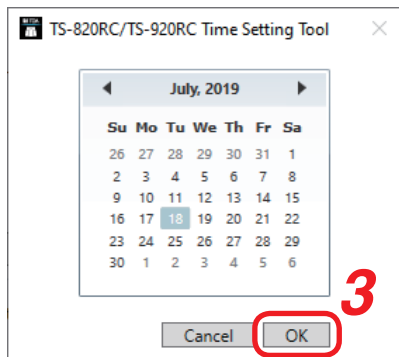 TS-820RC/TS-920RC Time Setting Tool
July, 2019
Su Mo Tu We Th Fr Sa
26 27 28 29 30 31 1
2 3 4 5 6 7 8
9 10 11 12 13 14 15
16 17 18 19 20 21 22
23 24 25 26 27 28 29
30 1 2 3 4 5 6
3
Cancel OK